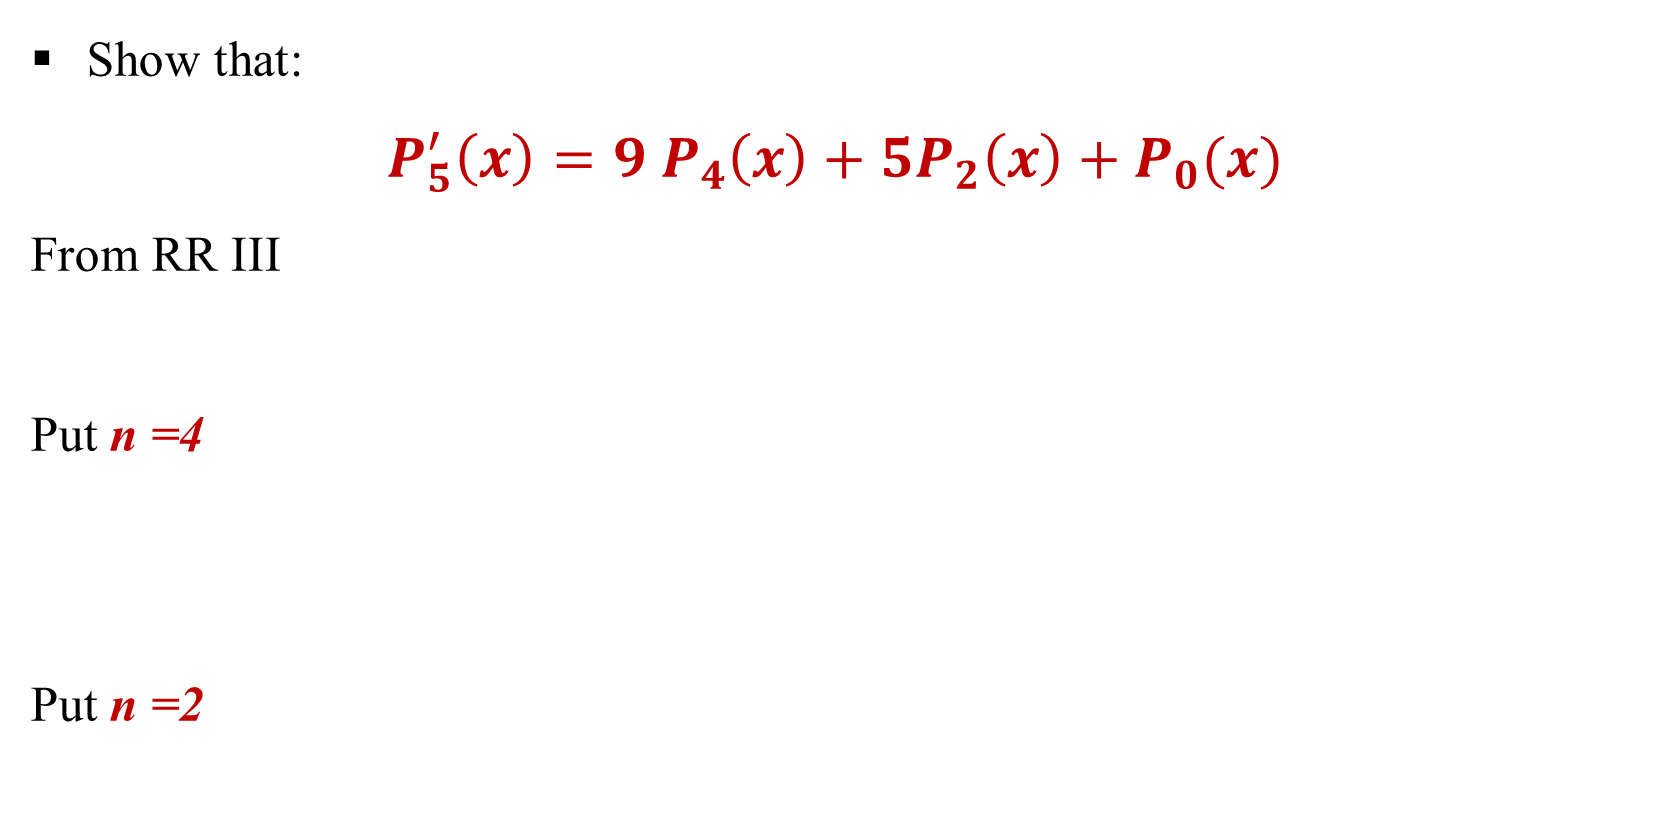 ▪ Show that:
P′₅(x) = 9 P₄(x) + 5P₂(x) + P₀(x)
From RR III
Put n =4
Put n =2